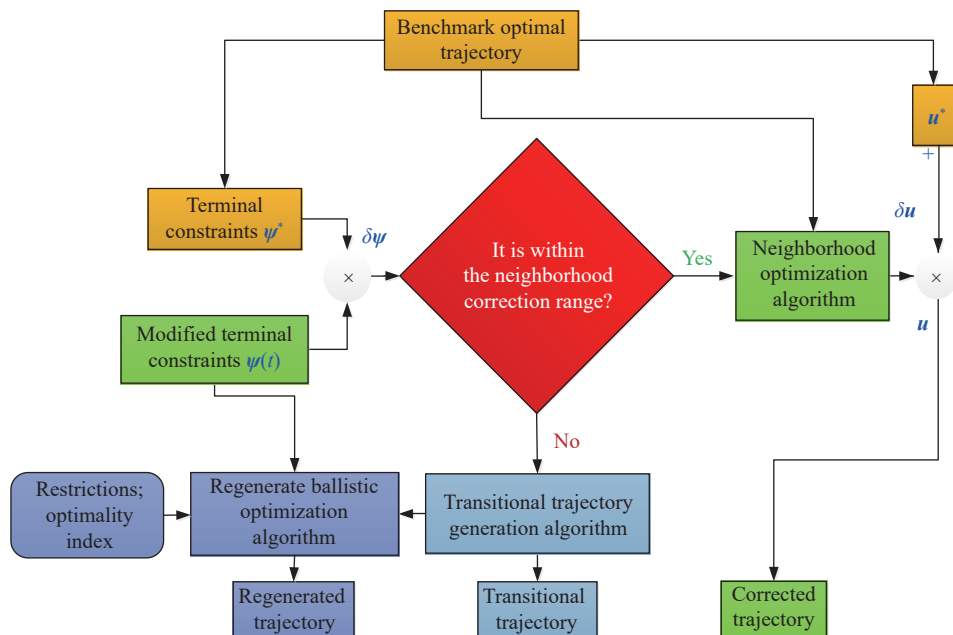 Benchmark optimal
trajectory
u*
+
Terminal
constraints ψ*
δψ
δu
It is within
the neighborhood
correction range?
Yes
Neighborhood
optimization
algorithm
×
×
u
Modified terminal
constraints ψ(t)
No
Restrictions;
optimality
index
Regenerate ballistic
optimization
algorithm
Transitional trajectory
generation algorithm
Regenerated
trajectory
Transitional
trajectory
Corrected
trajectory